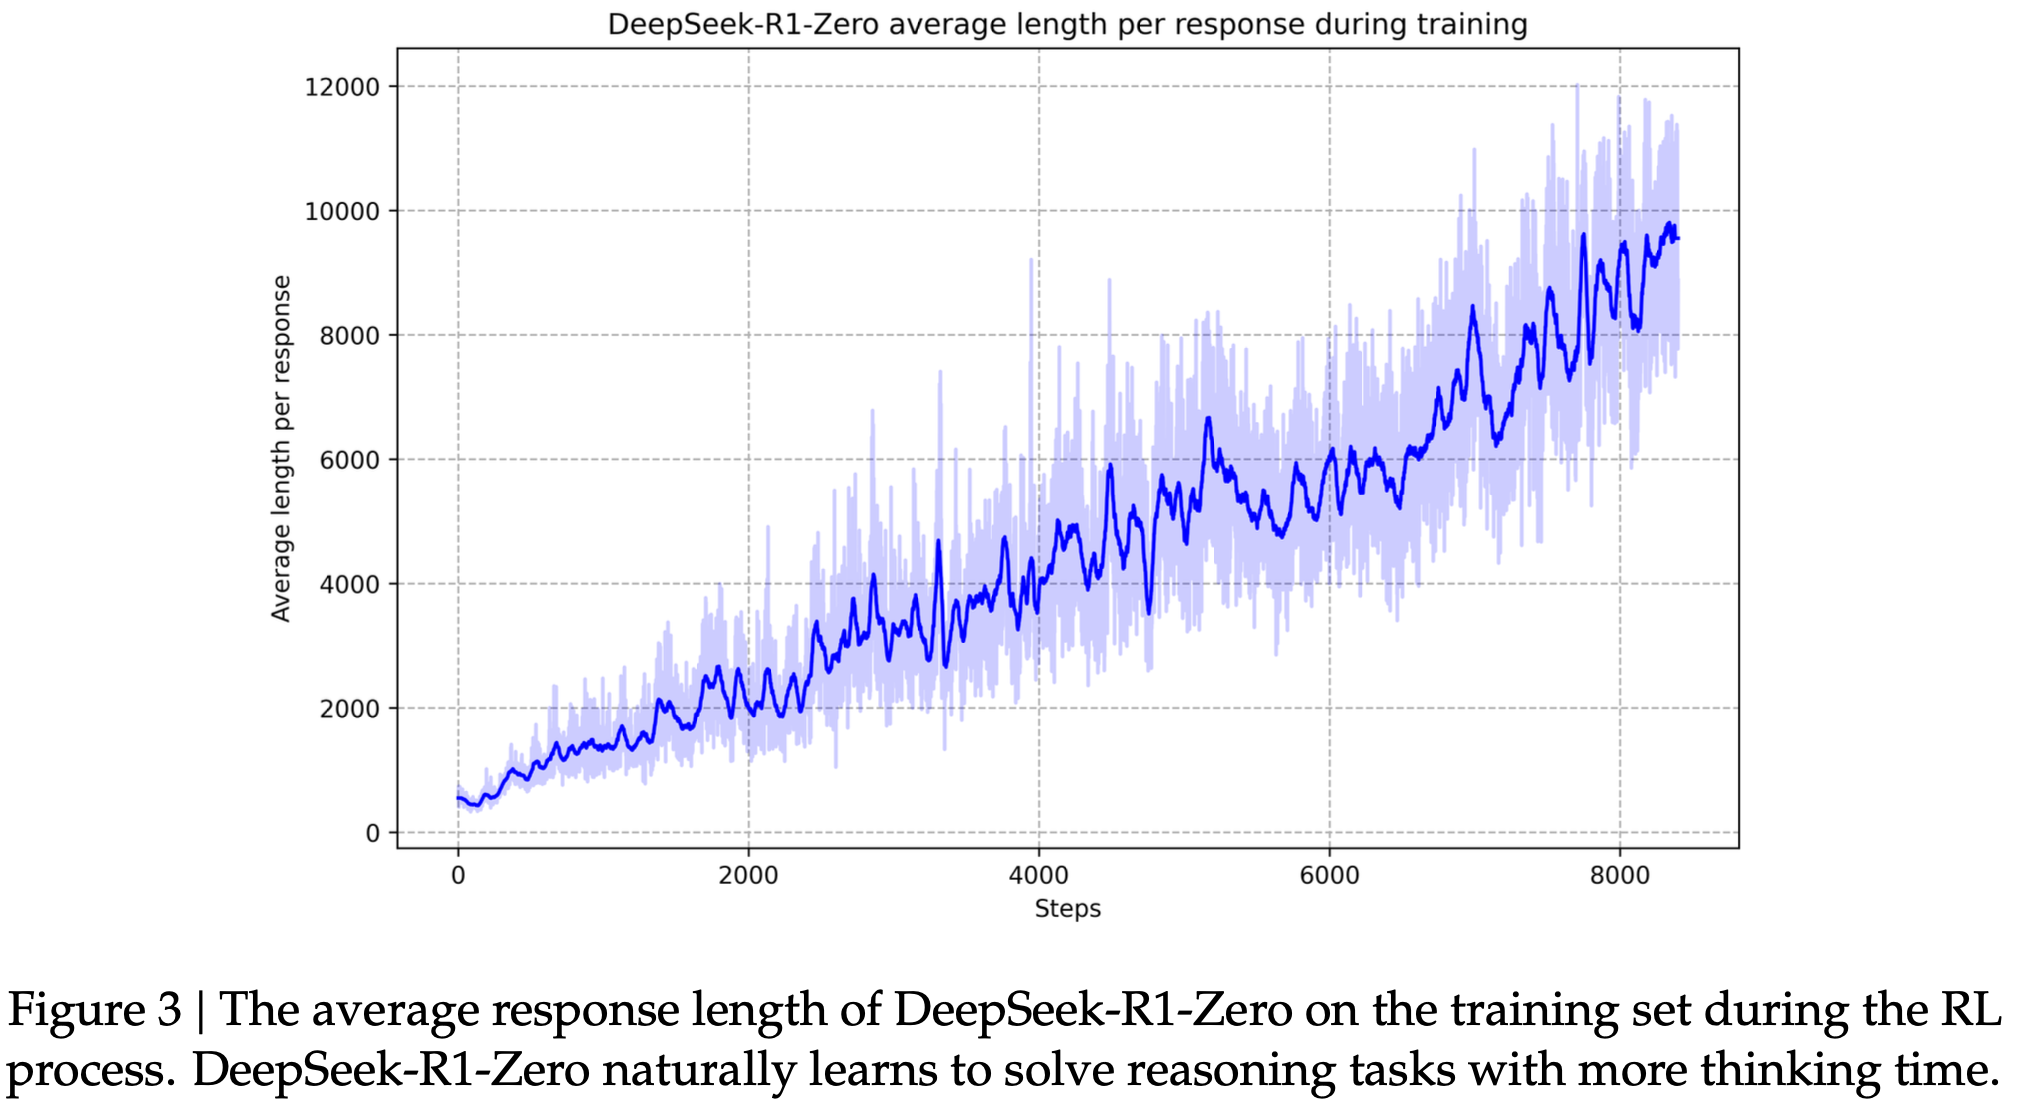 DeepSeek-R1-Zero average length per response during training
12000
10000
8000
6000
4000
2000
0
Average length per response
0 2000 4000 6000 8000
Steps
Figure 3 | The average response length of DeepSeek-R1-Zero on the training set during the RL
process. DeepSeek-R1-Zero naturally learns to solve reasoning tasks with more thinking time.